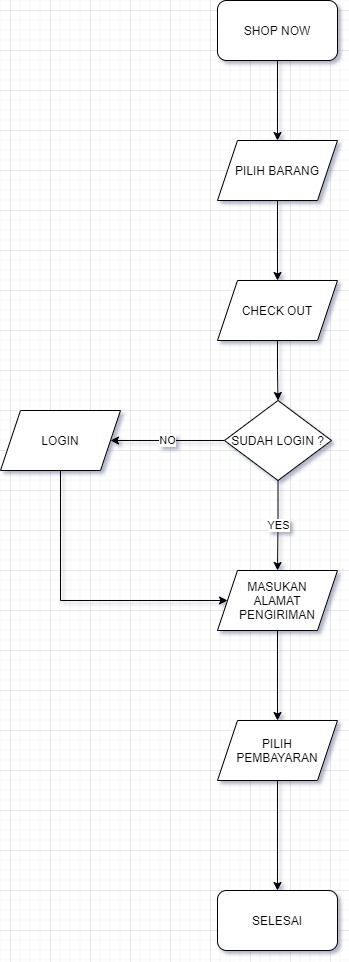 SHOP NOW
PILIH BARANG
CHECK OUT
SUDAH LOGIN ?
NO
LOGIN
YES
MASUKAN
ALAMAT
PENGIRIMAN
PILIH
PEMBAYARAN
SELESAI